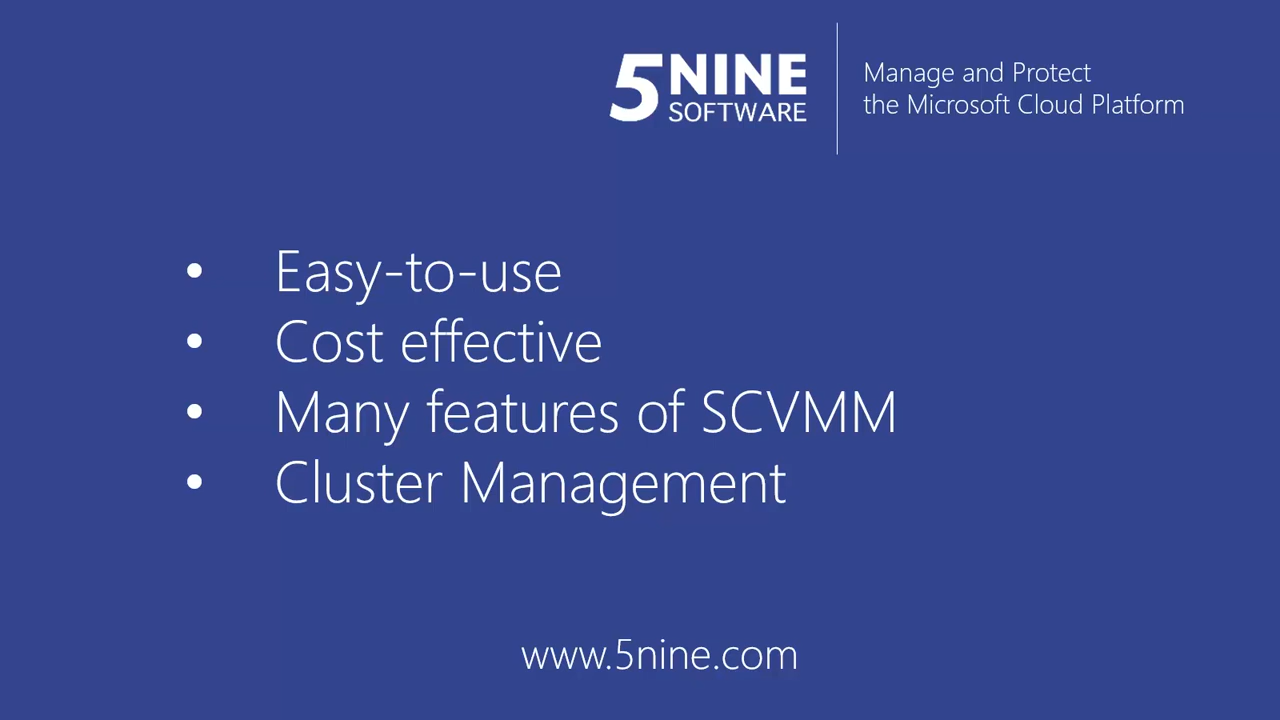 5NINE
SOFTWARE
Manage and Protect
the Microsoft Cloud Platform
• Easy-to-use
• Cost effective
• Many features of SCVMM
• Cluster Management
www.5nine.com